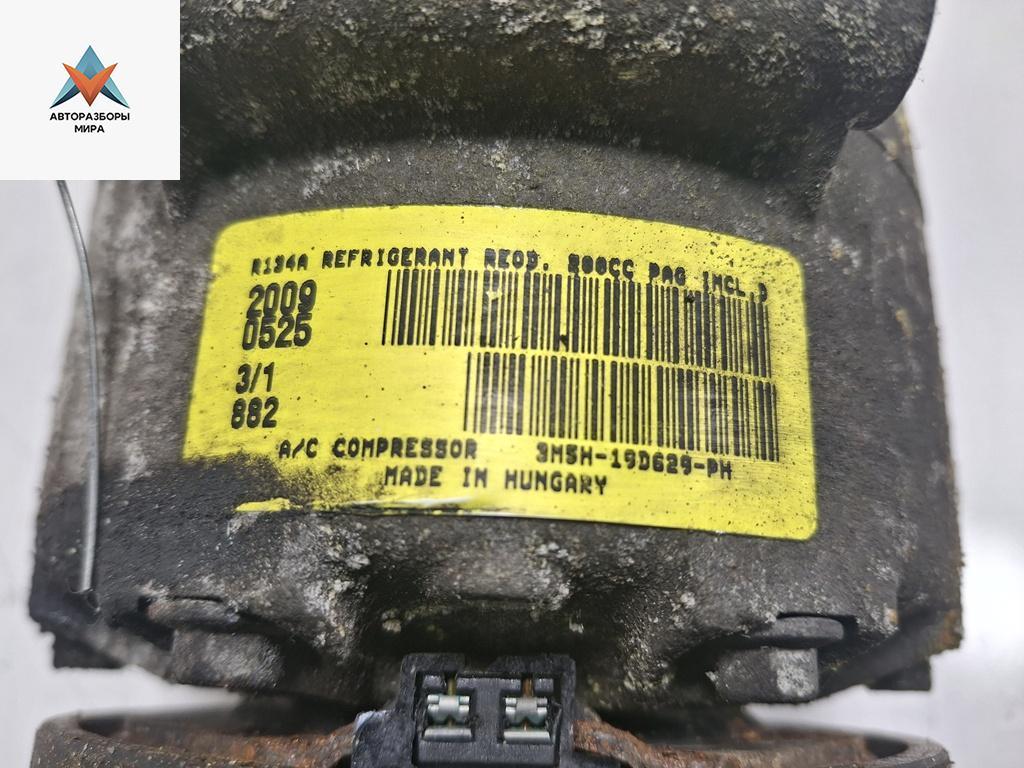 АВТОРАЗБОРЫ
МИРА
R134A REFRIGERANT REQD. 200CC PAG INCL.
2009
0525
3/1
882
A/C COMPRESSOR 3M5H-19D629-PH
MADE IN HUNGARY